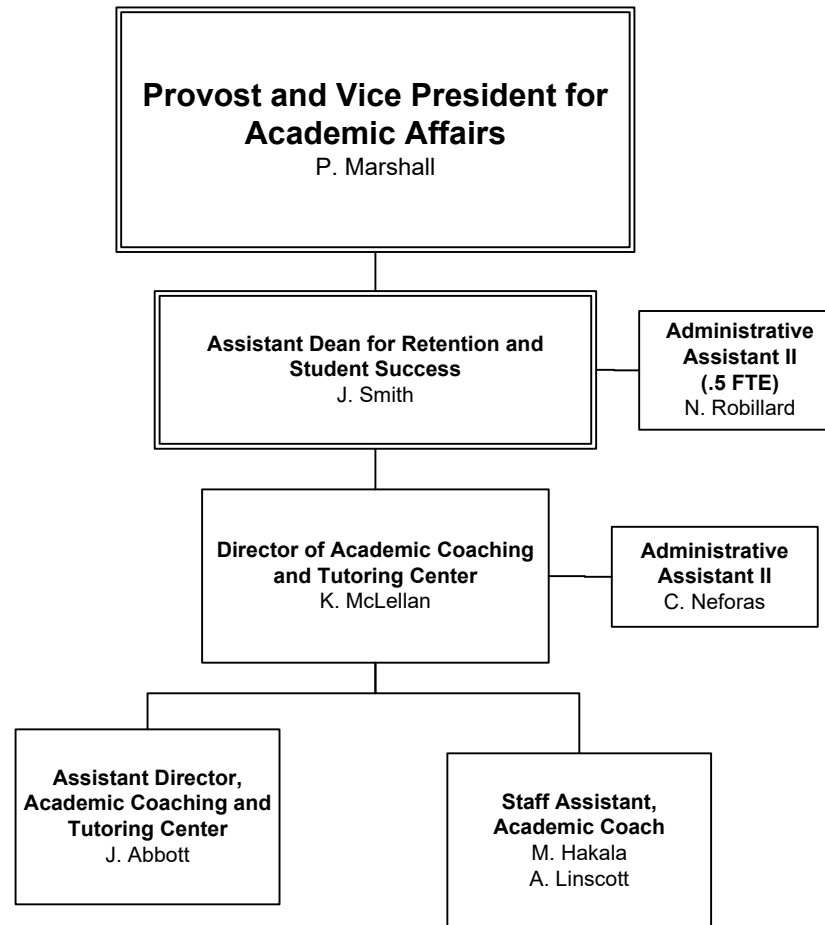 Provost and Vice President for
Academic Affairs
P. Marshall
Assistant Dean for Retention and
Student Success
J. Smith
Administrative
Assistant II
(.5 FTE)
N. Robillard
Director of Academic Coaching
and Tutoring Center
K. McLellan
Administrative
Assistant II
C. Neforas
Assistant Director,
Academic Coaching and
Tutoring Center
J. Abbott
Staff Assistant,
Academic Coach
M. Hakala
A. Linscott